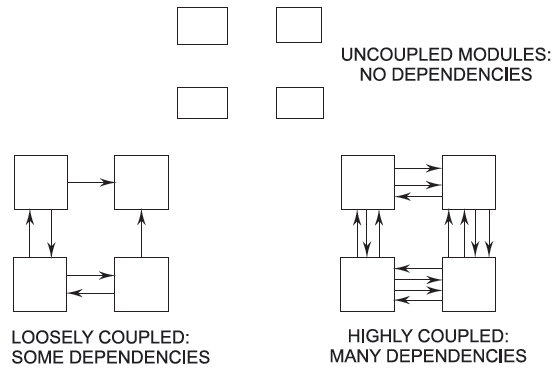 UNCOUPLED MODULES:
NO DEPENDENCIES
LOOSELY COUPLED:
SOME DEPENDENCIES
HIGHLY COUPLED:
MANY DEPENDENCIES